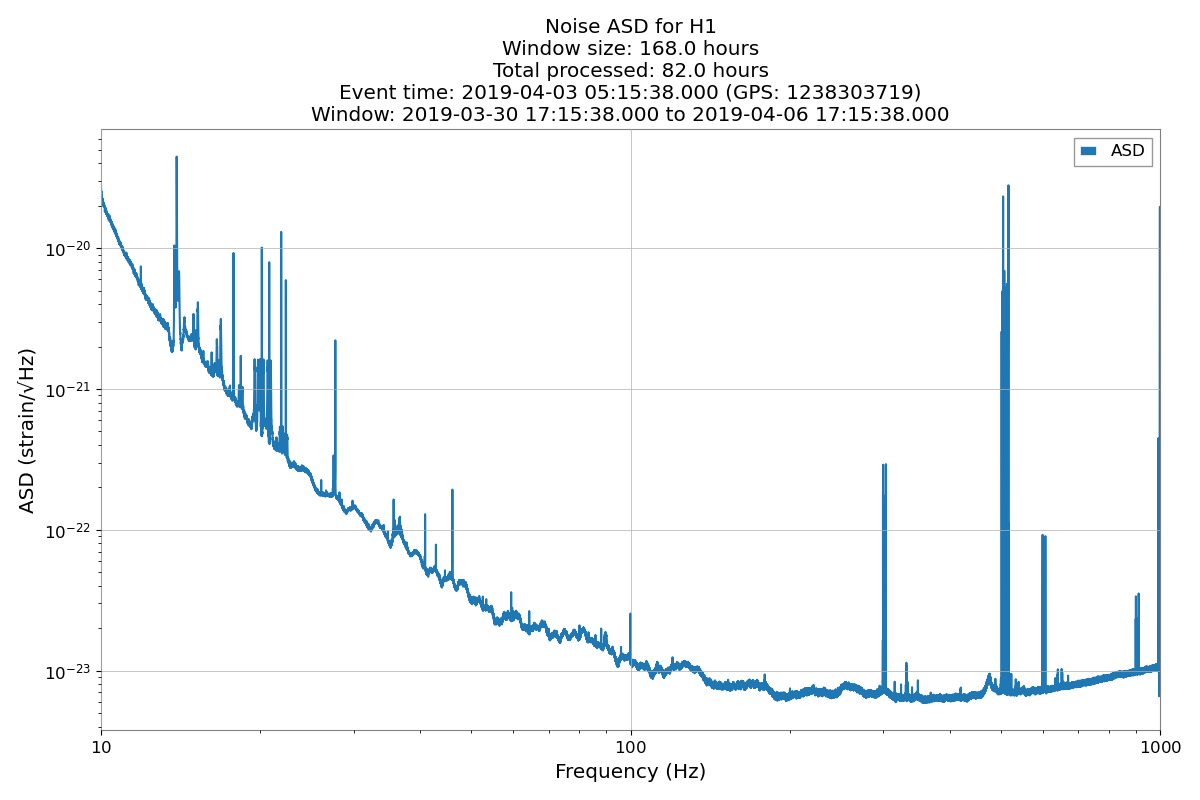 Noise ASD for H1
Window size: 168.0 hours
Total processed: 82.0 hours
Event time: 2019-04-03 05:15:38.000 (GPS: 1238303719)
Window: 2019-03-30 17:15:38.000 to 2019-04-06 17:15:38.000
ASD
ASD (strain/√Hz)
10⁻²⁰
10⁻²¹
10⁻²²
10⁻²³
10 100 1000
Frequency (Hz)